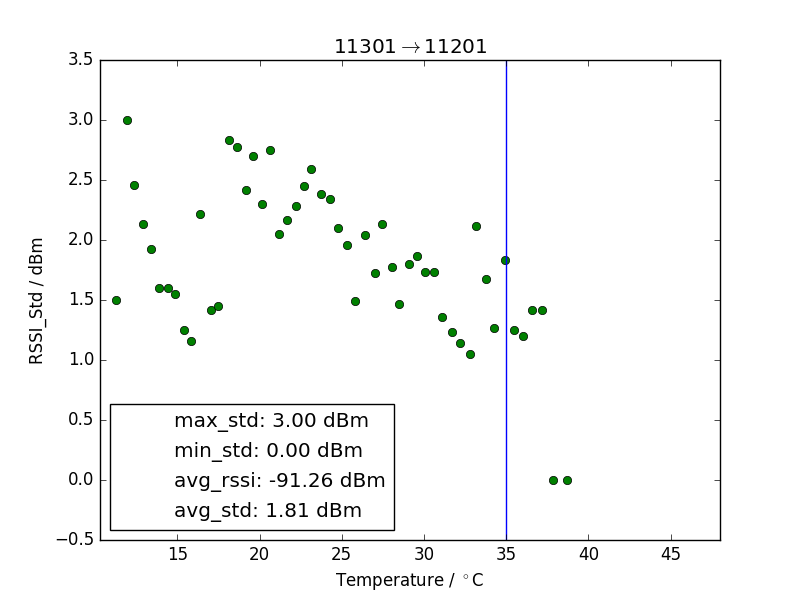 11301→11201
3.5
3.0
2.5
2.0
1.5
1.0
0.5
0.0
−0.5
RSSI_Std / dBm
max_std: 3.00 dBm
min_std: 0.00 dBm
avg_rssi: -91.26 dBm
avg_std: 1.81 dBm
15 20 25 30 35 40 45
Temperature / °C